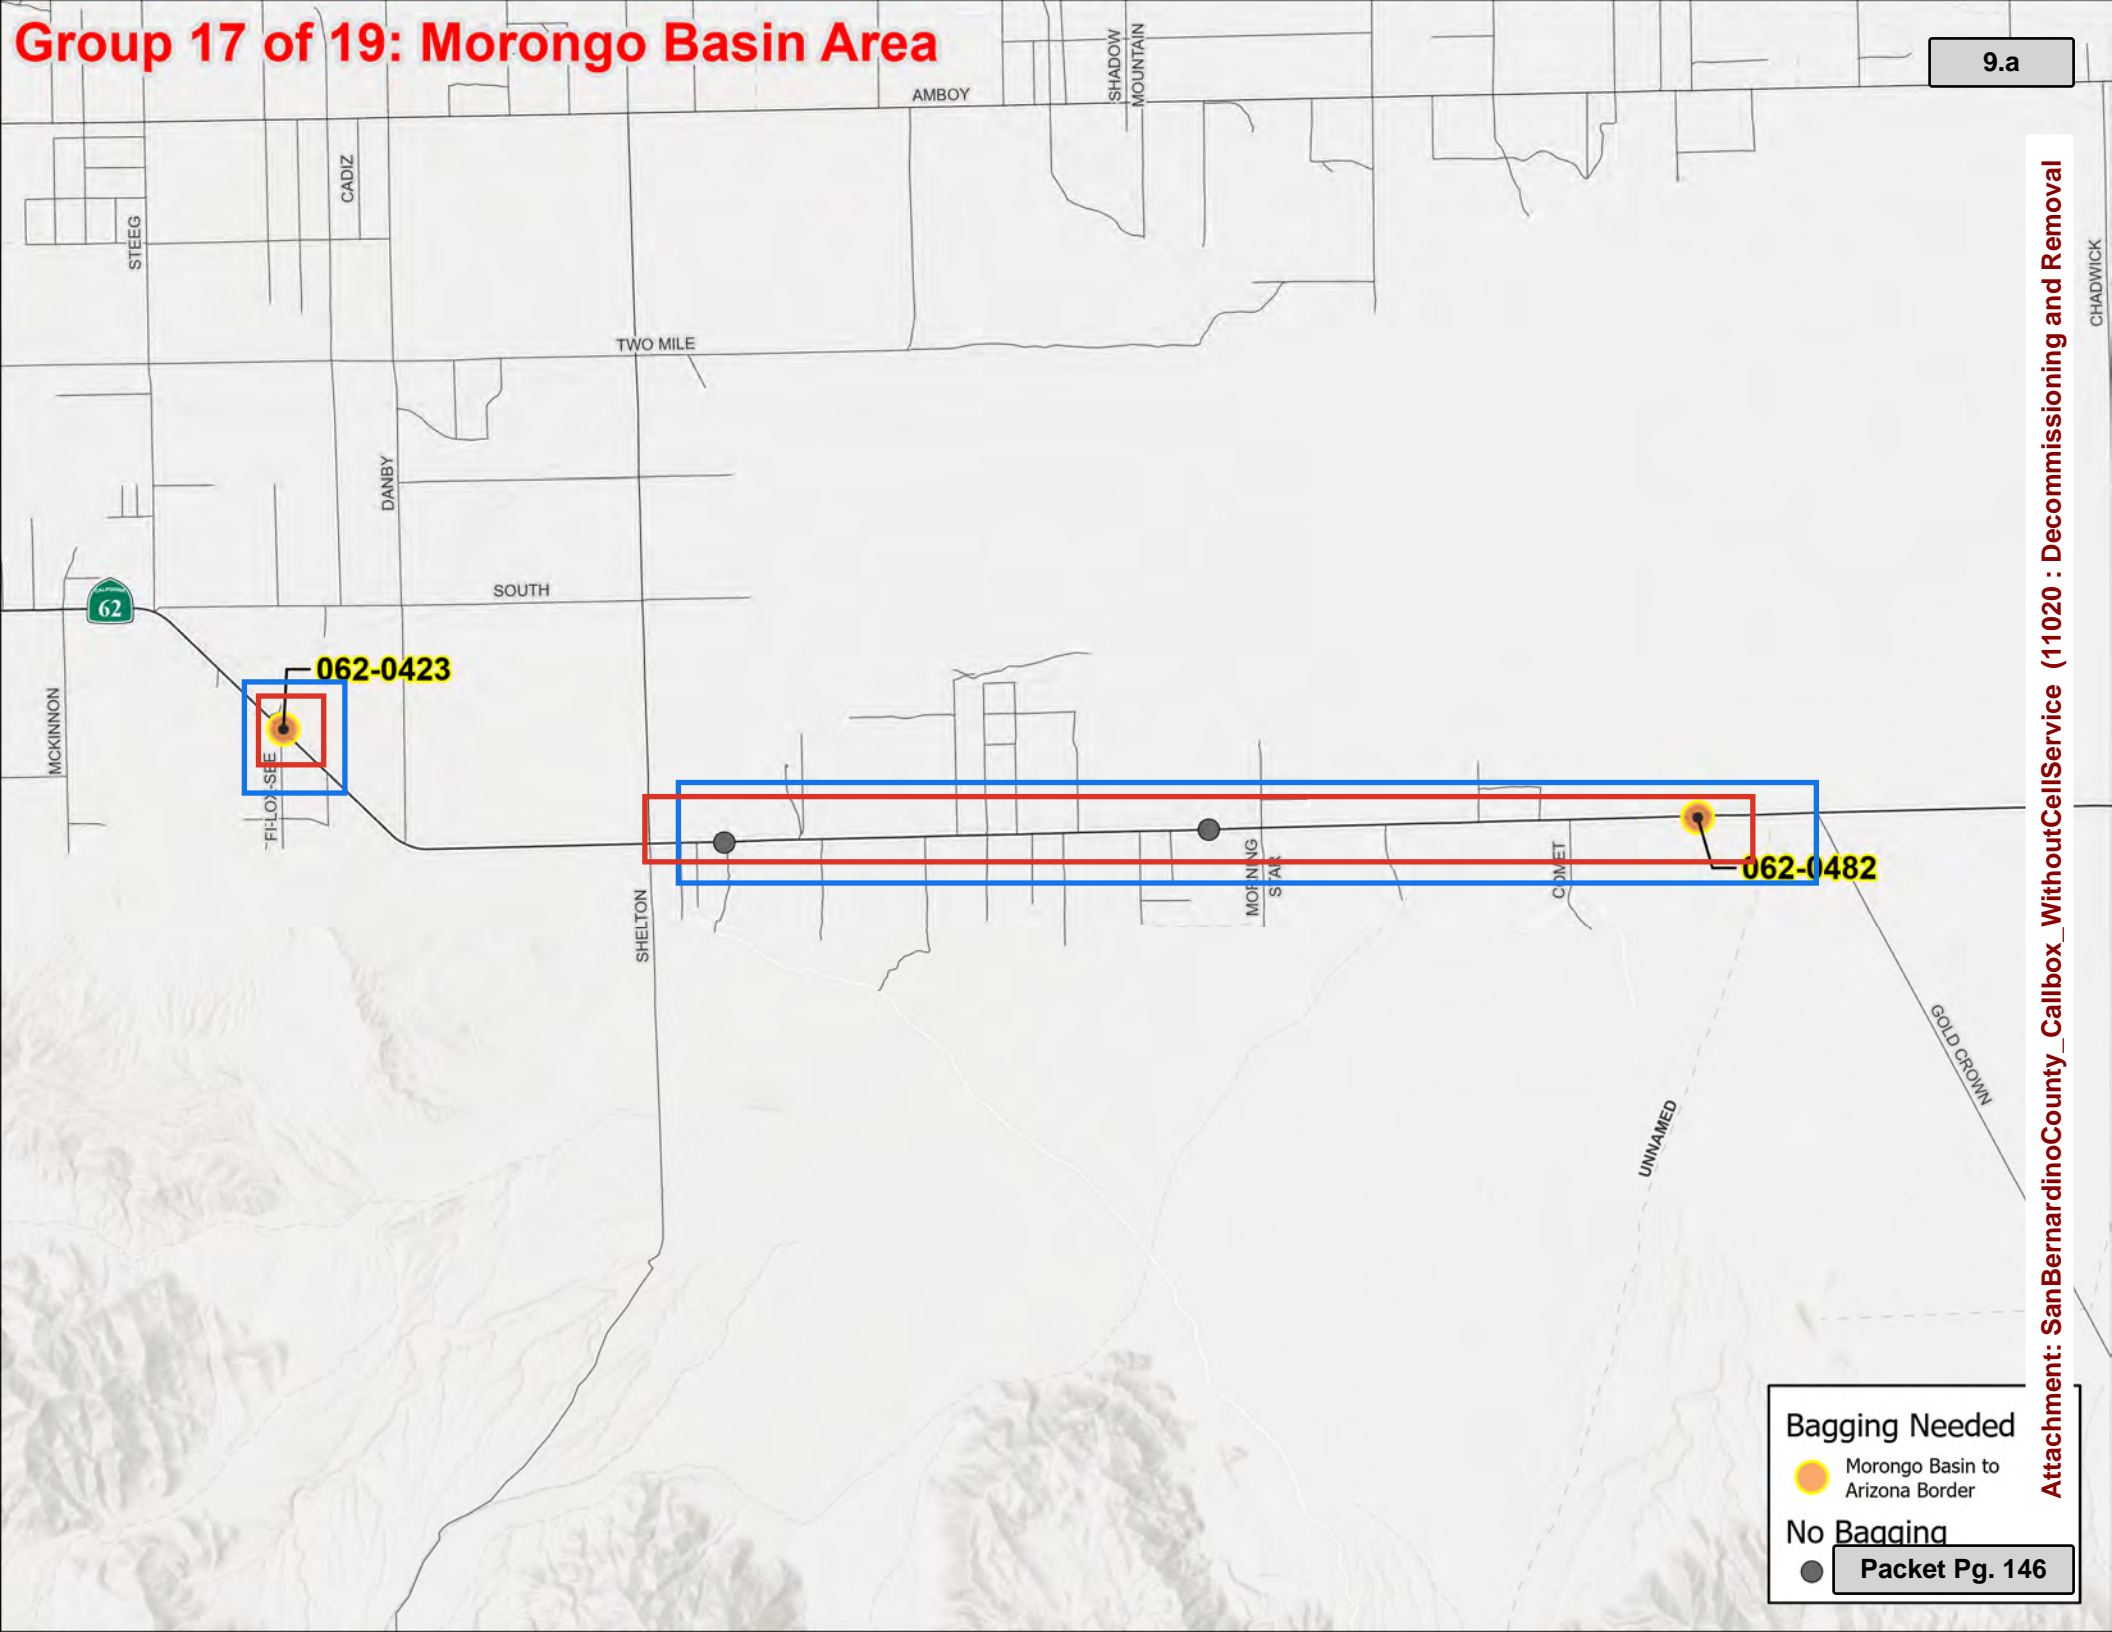 Group 17 of 19: Morongo Basin Area
9.a
SHADOW
MOUNTAIN
AMBOY
CADIZ
STEEG
CHADWICK
TWO MILE
DANBY
SOUTH
CALIFORNIA
62
062-0423
MCKINNON
FI-LOX-SEE
SHELTON
MORNING
STAR
COMET
062-0482
GOLD CROWN
UNNAMED
Attachment: SanBernardinoCounty_Callbox_WithoutCellService (11020 : Decommissioning and Removal
Bagging Needed
Morongo Basin to
Arizona Border
No Bagging
Packet Pg. 146